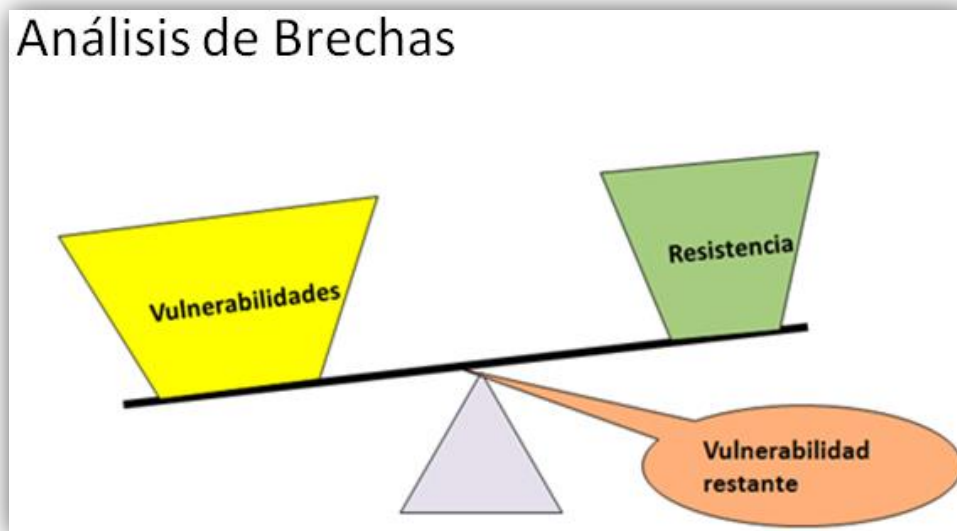 Análisis de Brechas
Vulnerabilidades
Resistencia
Vulnerabilidad
restante